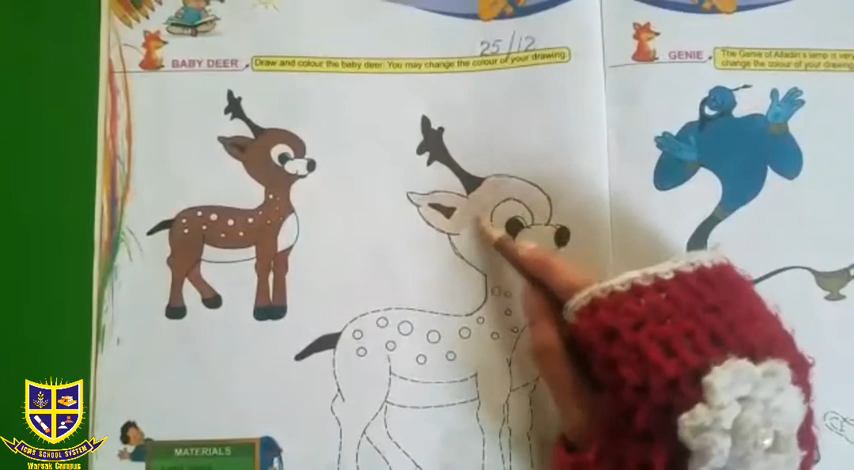 25/12
BABY DEER
Draw and colour the baby deer. You may change the colour of your drawing.
GENIE
The Genie of Alladin's lamp is very
change the colour of your drawing
MATERIALS
ICMS SCHOOL SYSTEM
Warsak Campus